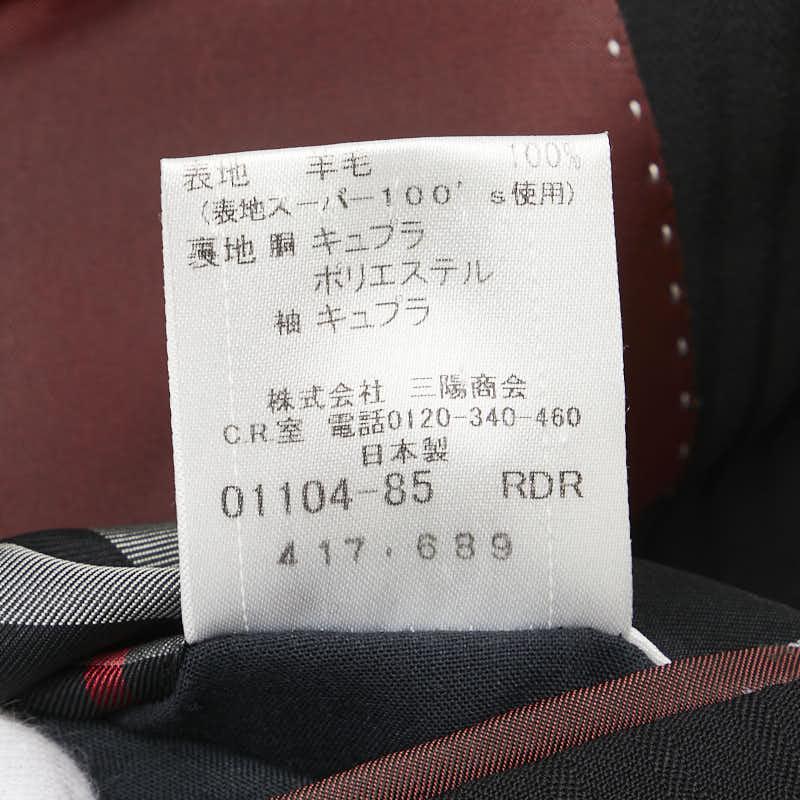 表地 羊毛 100%
(表地スーパー100's使用)
裏地 胴 キュプラ
ポリエステル
袖 キュプラ
株式会社 三陽商会
C.R室 電話0120-340-460
日本製
01104-85 RDR
417.689